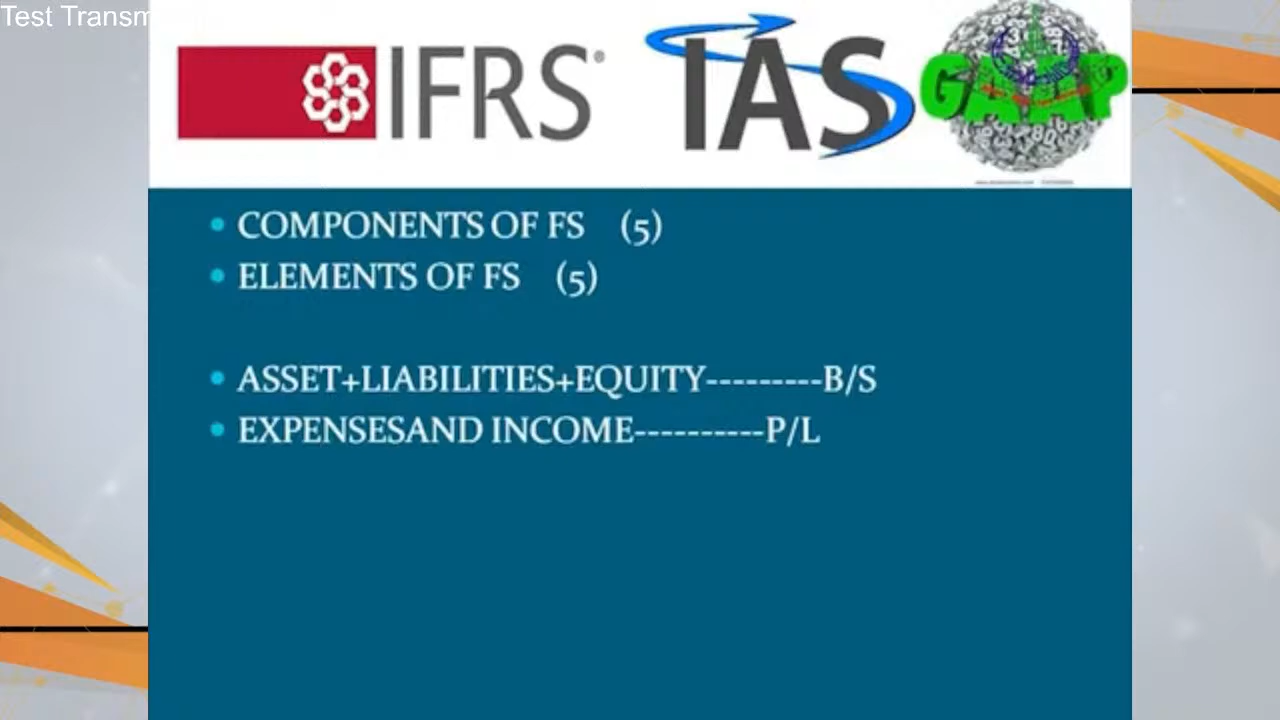 Test Transm
IFRS®
IAS
GAAP
COMPONENTS OF FS (5)
ELEMENTS OF FS (5)
ASSET+LIABILITIES+EQUITY---------B/S
EXPENSESAND INCOME----------P/L